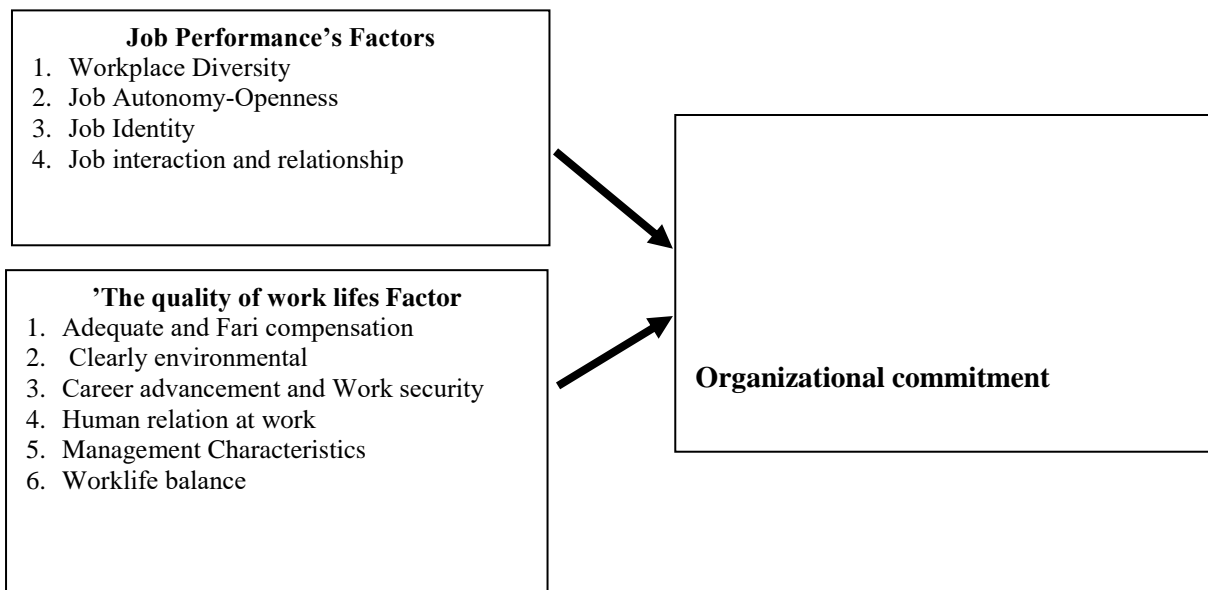 Job Performance’s Factors
1. Workplace Diversity
2. Job Autonomy-Openness
3. Job Identity
4. Job interaction and relationship
’The quality of work lifes Factor
1. Adequate and Fari compensation
2. Clearly environmental
3. Career advancement and Work security
4. Human relation at work
5. Management Characteristics
6. Worklife balance
Organizational commitment